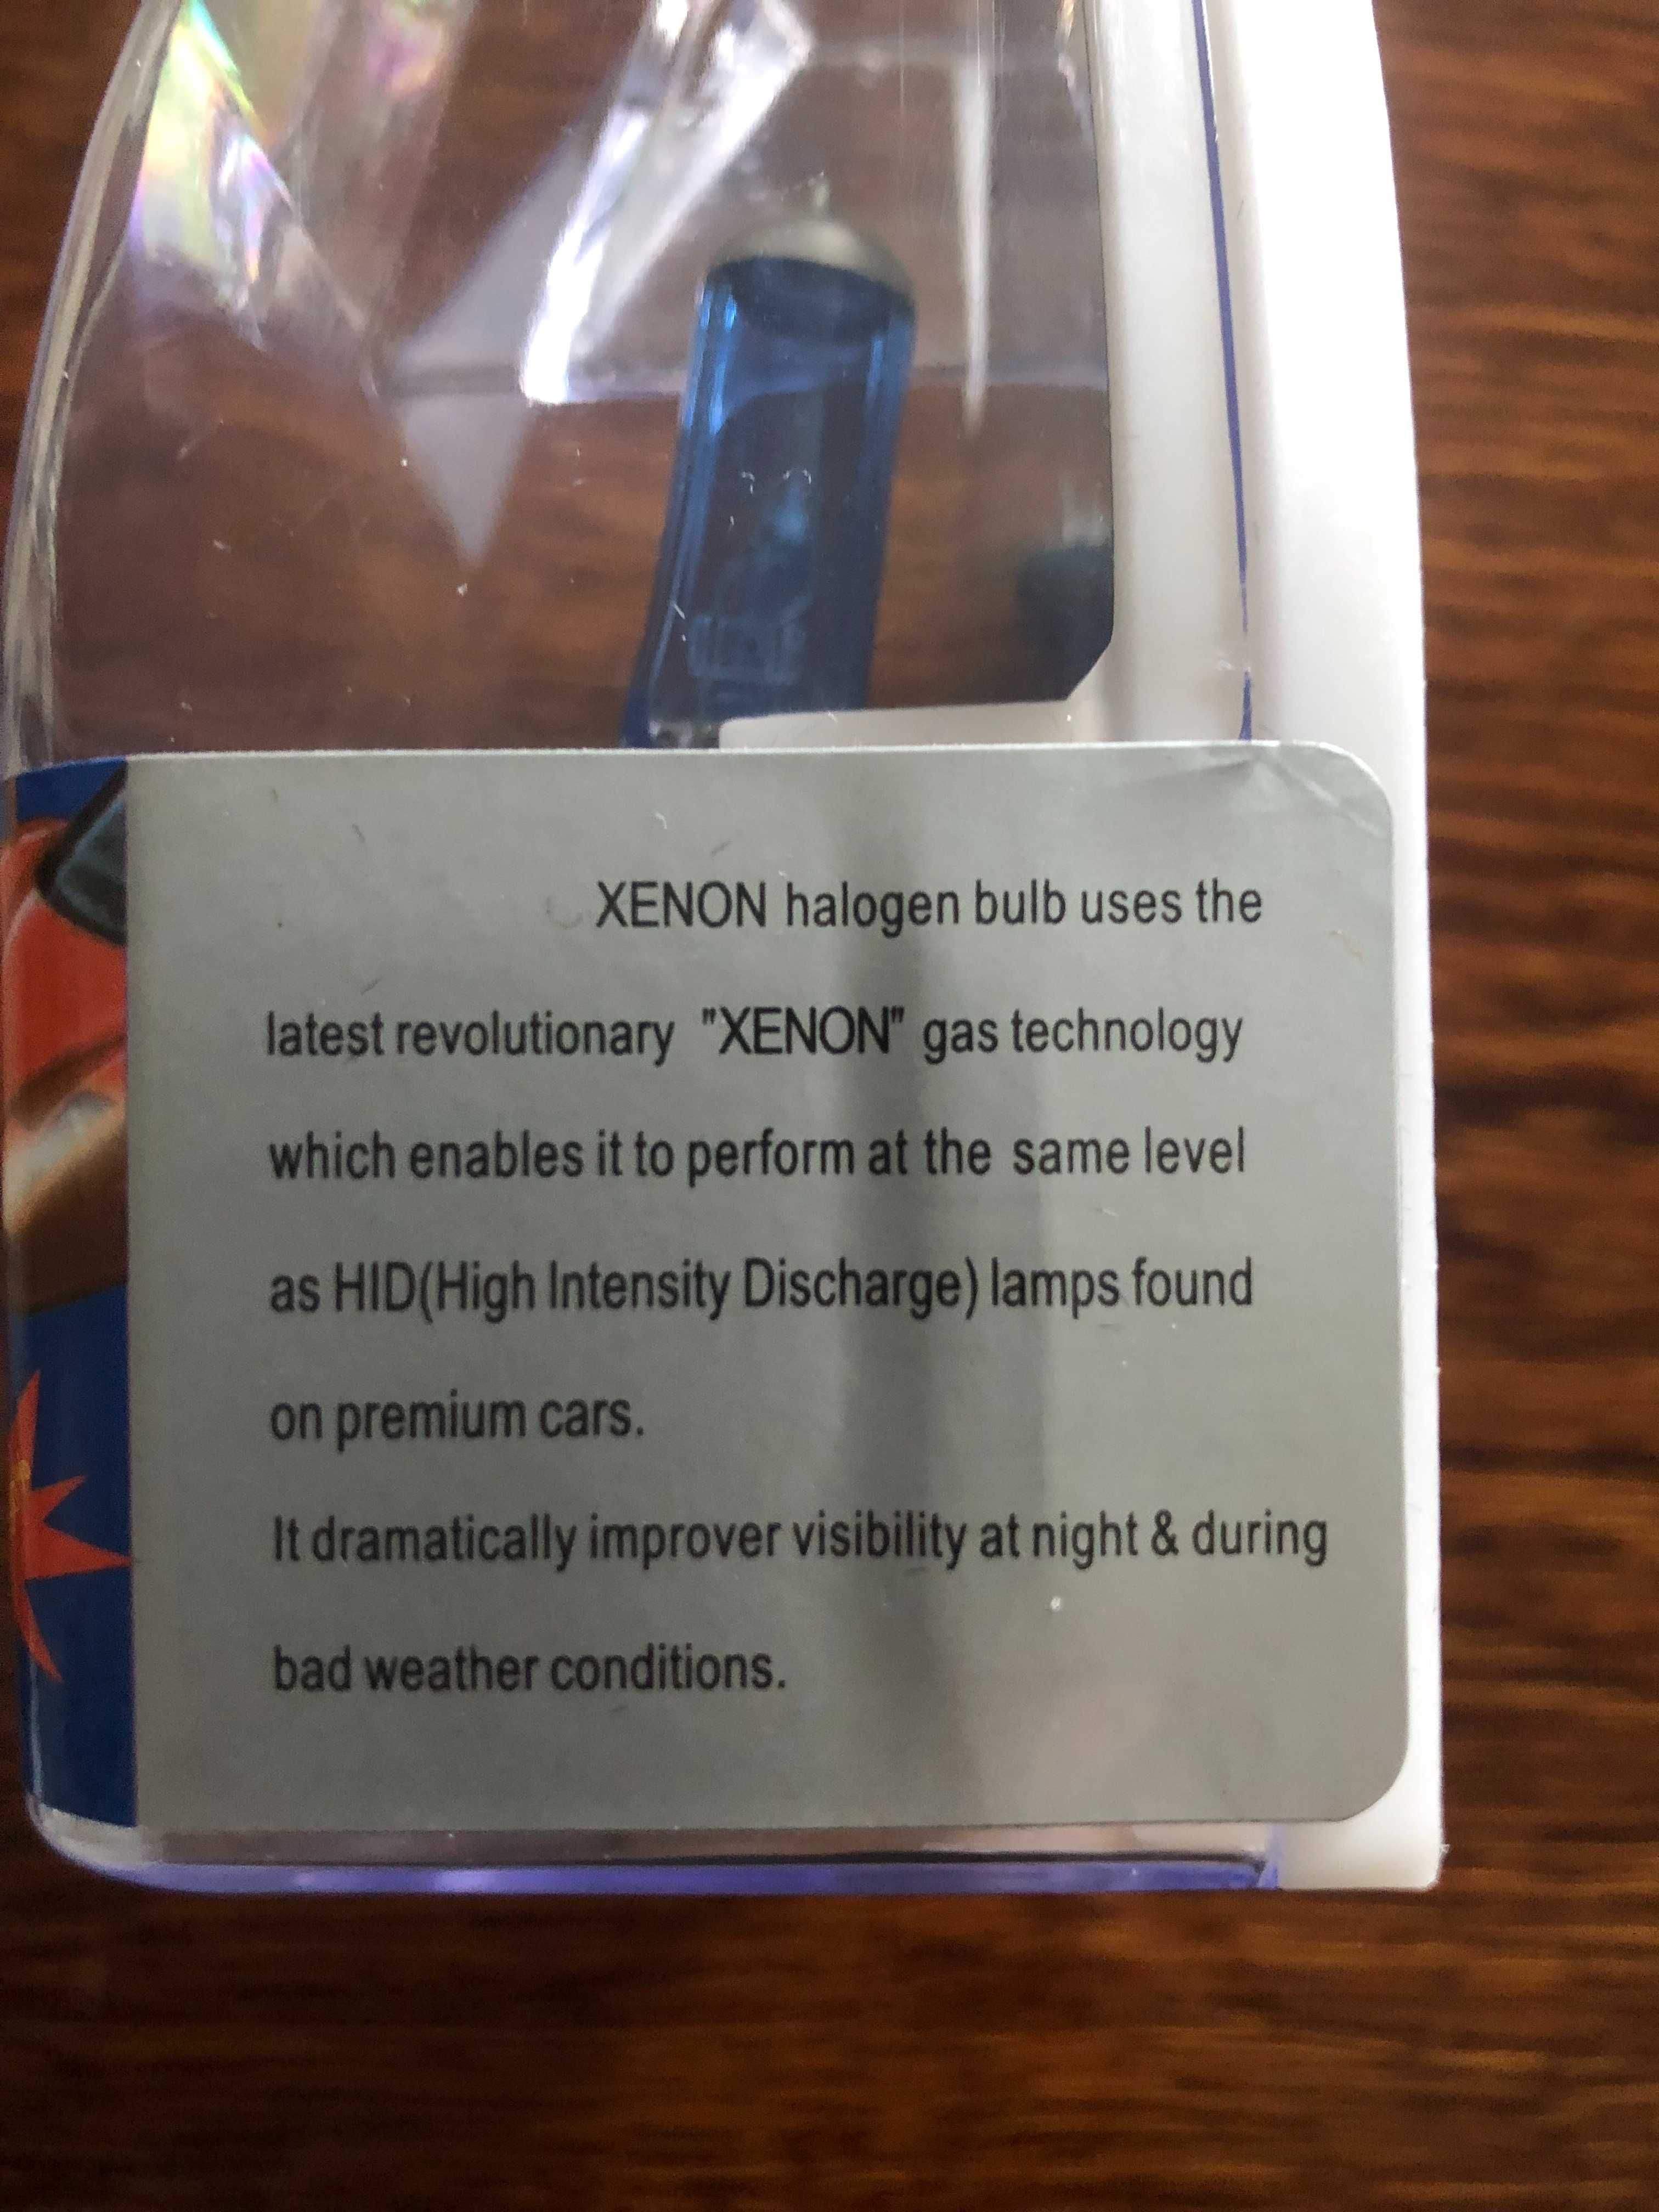 XENON halogen bulb uses the
latest revolutionary "XENON" gas technology
which enables it to perform at the same level
as HID(High Intensity Discharge) lamps found
on premium cars.
It dramatically improver visibility at night & during
bad weather conditions.